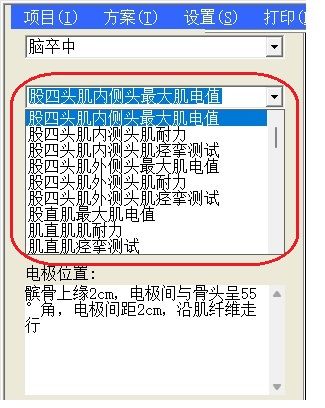 项目(I) 方案(T) 设置(S) 打印(P)
脑卒中
股四头肌内侧头最大肌电值
股四头肌内侧头最大肌电值
股四头肌内测头肌耐力
股四头肌内测头肌痉挛测试
股四头肌外侧头最大肌电值
股四头肌外测头肌耐力
股四头肌外测头肌痉挛测试
股直肌最大肌电值
肌直肌肌耐力
肌直肌痉挛测试
电极位置：
髌骨上缘2cm，电极间与骨头呈55
°角，电极间距2cm，沿肌纤维走
行